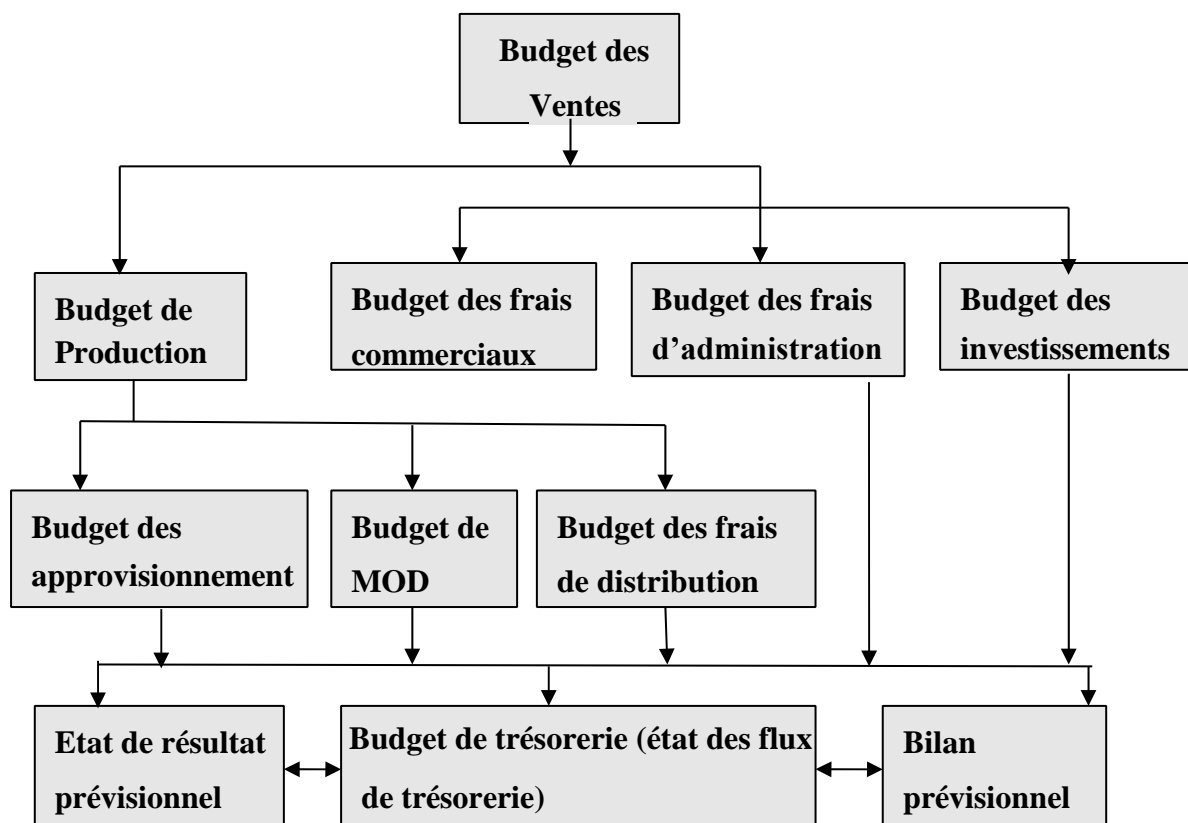 Budget des
Ventes
Budget de
Production
Budget des frais
commerciaux
Budget des frais
d’administration
Budget des
investissements
Budget des
approvisionnement
Budget de
MOD
Budget des frais
de distribution
Etat de résultat
prévisionnel
Budget de trésorerie (état des flux
de trésorerie)
Bilan
prévisionnel